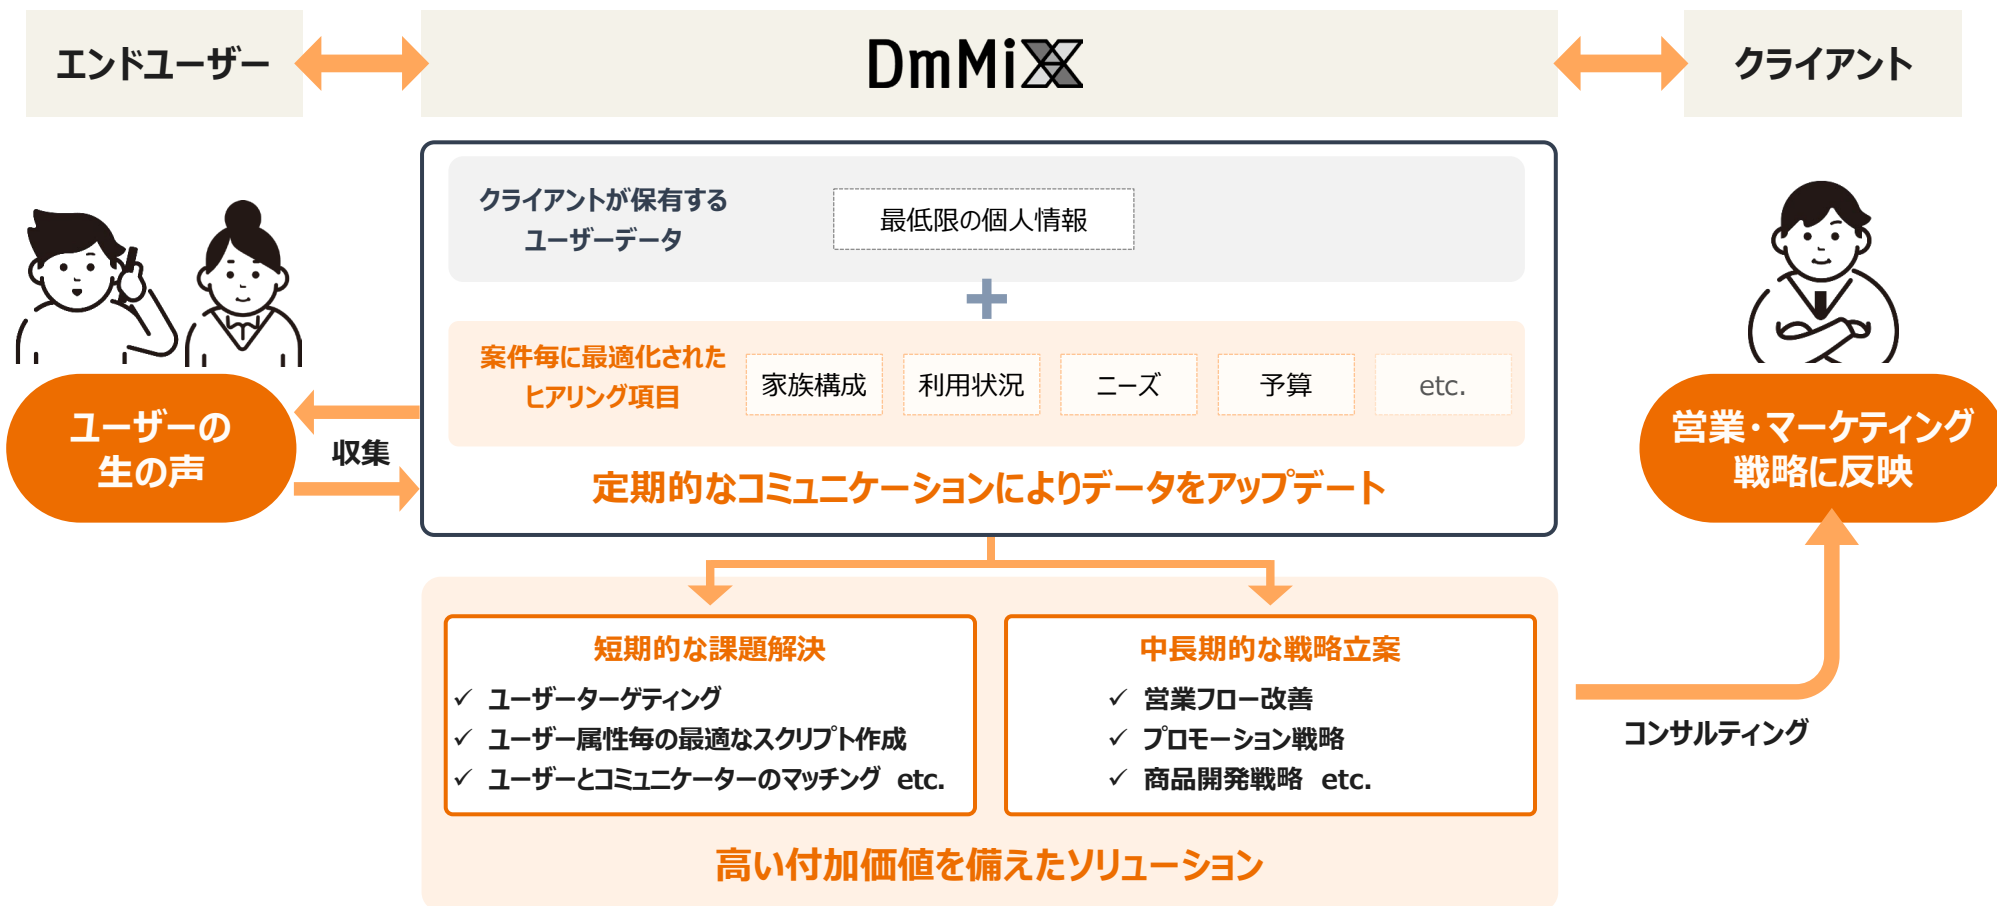 エンドユーザー
DmMiX
クライアント
クライアントが保有する
ユーザーデータ
最低限の個人情報
案件毎に最適化された
ヒアリング項目
家族構成
利用状況
ニーズ
予算
etc.
定期的なコミュニケーションによりデータをアップデート
ユーザーの
生の声
収集
営業・マーケティング
戦略に反映
短期的な課題解決
✓ ユーザーターゲティング
✓ ユーザー属性毎の最適なスクリプト作成
✓ ユーザーとコミュニケーターのマッチング etc.
中長期的な戦略立案
✓ 営業フロー改善
✓ プロモーション戦略
✓ 商品開発戦略 etc.
コンサルティング
高い付加価値を備えたソリューション